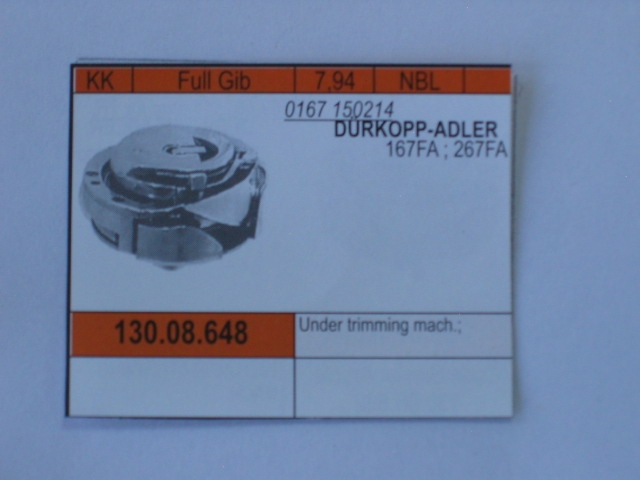 KK Full Gib 7,94 NBL
0167 150214
DÜRKOPP-ADLER
167FA ; 267FA
130.08.648
Under trimming mach.;